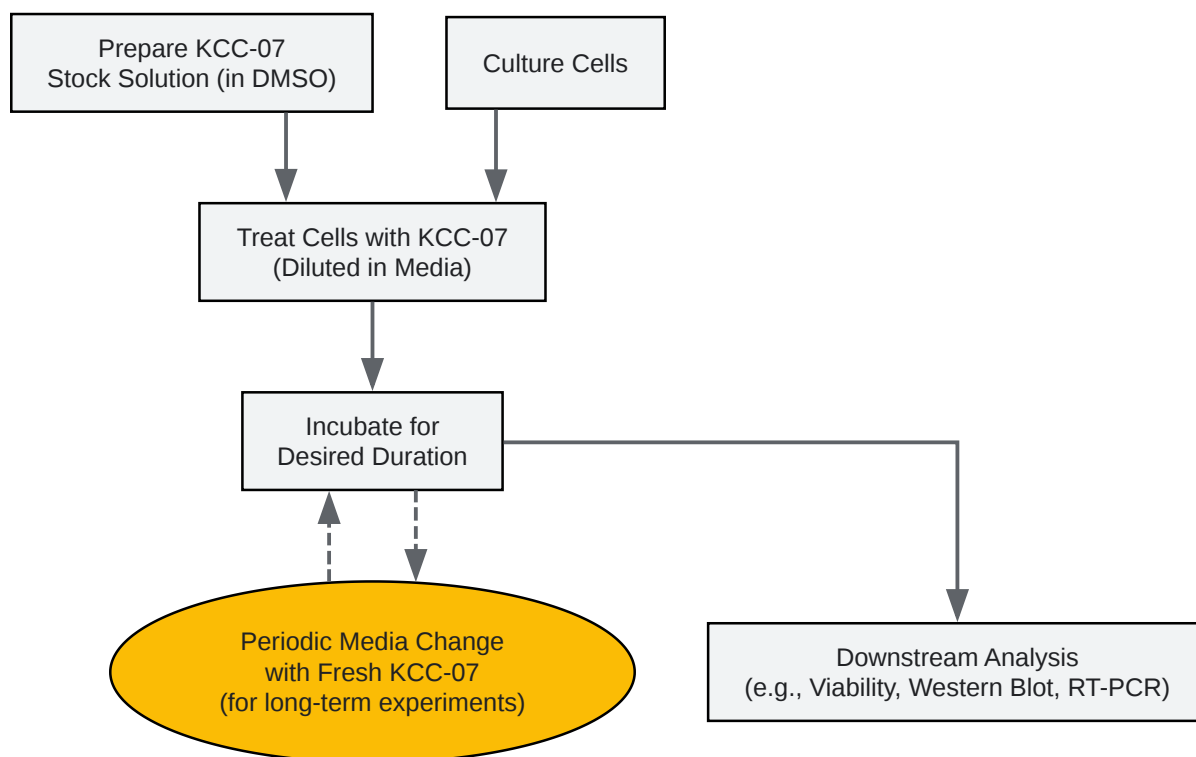 Prepare KCC-07
Stock Solution (in DMSO)
Culture Cells
Treat Cells with KCC-07
(Diluted in Media)
Incubate for
Desired Duration
Periodic Media Change
with Fresh KCC-07
(for long-term experiments)
Downstream Analysis
(e.g., Viability, Western Blot, RT-PCR)